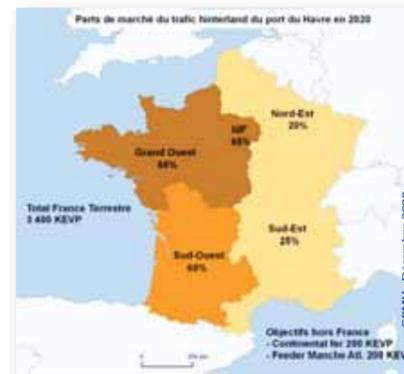 Parts de marché du trafic hinterland du port du Havre en 2020
Nord-Est
20%
IdF
Grand Ouest
Total France Terrestre
3 400 KEVP
Sud-Est
25%
Sud-Ouest
60%
Objectifs hors France
- Continental fer 200 KEVP
- Feeder Manche Atl. 200 KEV